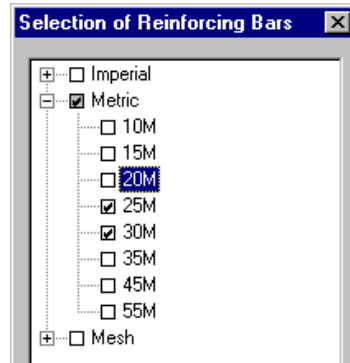 Selection of Reinforcing Bars
Imperial
Metric
10M
15M
20M
25M
30M
35M
45M
55M
Mesh